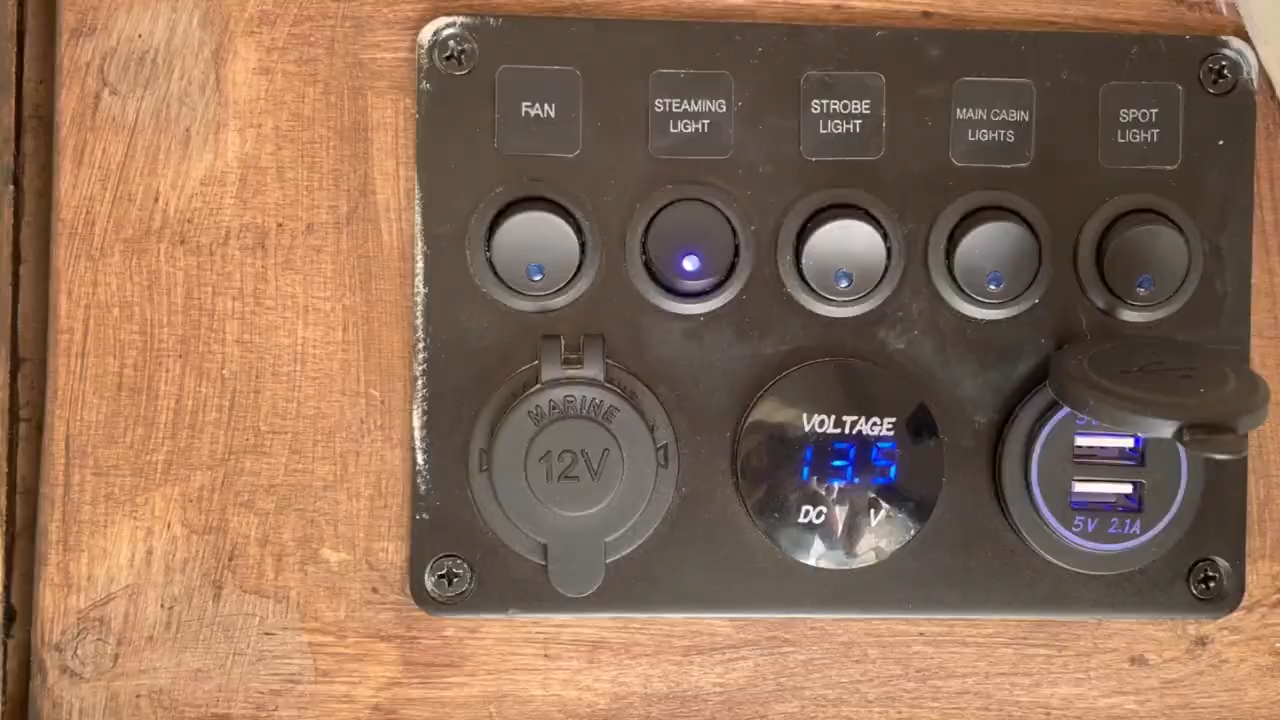 FAN
STEAMING
LIGHT
STROBE
LIGHT
MAIN CABIN
LIGHTS
SPOT
LIGHT
MARINE
12V
VOLTAGE
13.5
DC V
5V 2.1A